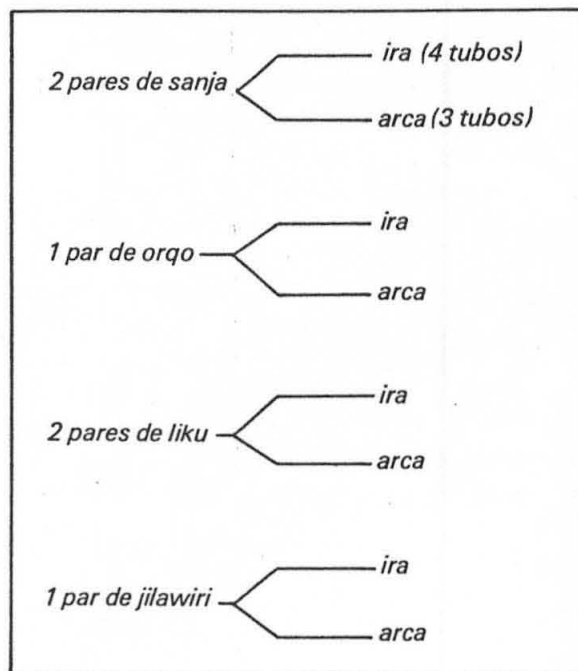 ira (4 tubos)
2 pares de sanja
arca (3 tubos)
ira
1 par de orqo
arca
ira
2 pares de liku
arca
ira
1 par de jilawiri
arca